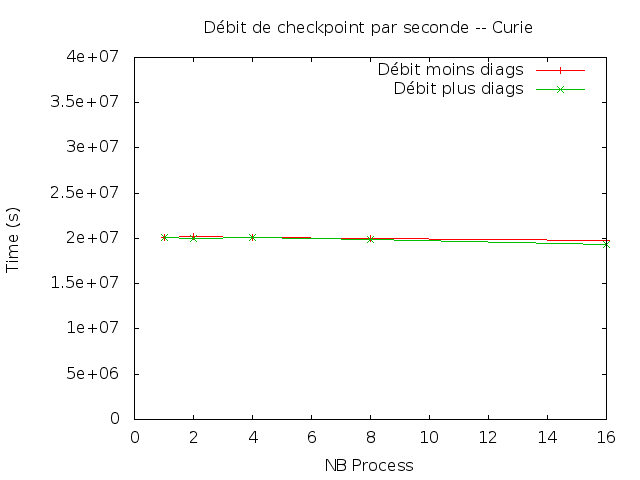 Débit de checkpoint par seconde -- Curie
Débit moins diags
Débit plus diags
4e+07
3.5e+07
3e+07
2.5e+07
2e+07
1.5e+07
1e+07
5e+06
0
Time (s)
0 2 4 6 8 10 12 14 16
NB Process